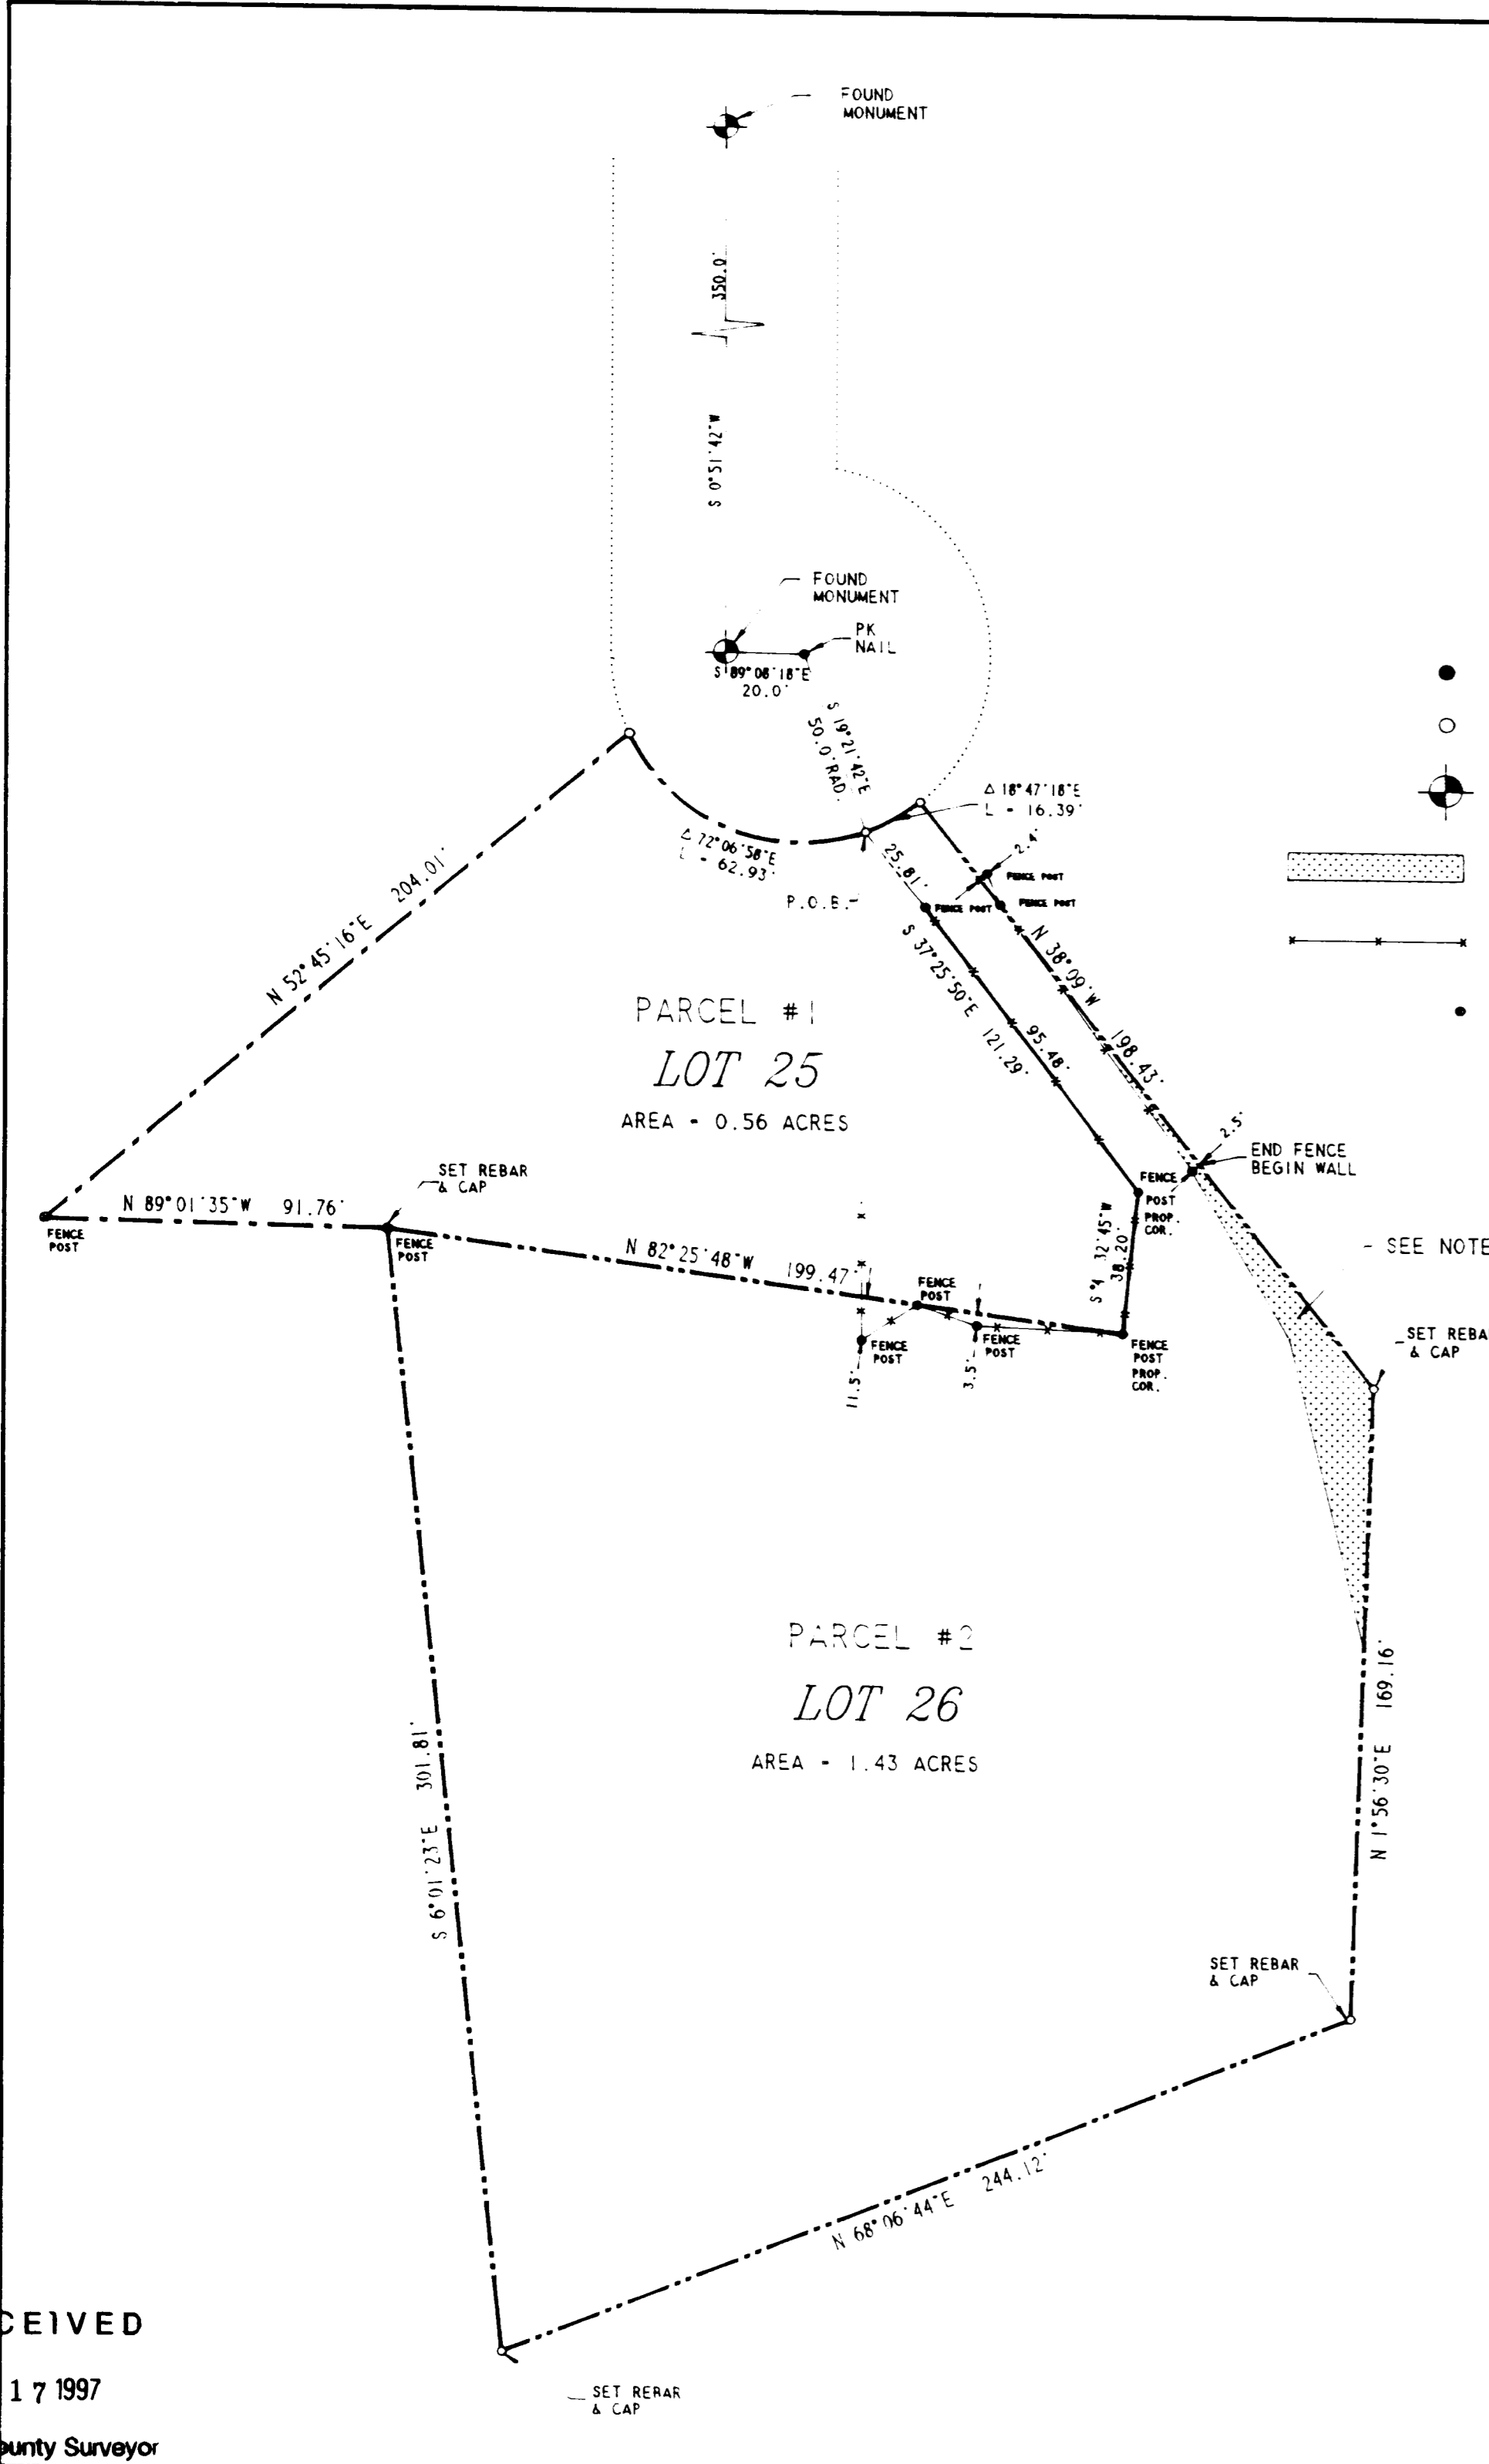 FOUND
MONUMENT
350.0'
S 0°51'42"W
FOUND
MONUMENT
PK
NAIL
S 89°08'18"E
20.0'
S 19°21'42"E
50.0' RAD.
Δ 18°47'18"E
L - 16.39'
Δ 72°06'58"E
L - 62.93'
2.4'
25.81'
FENCE POST
FENCE POST
FENCE POST
P.O.B.
N 52°45'16"E 204.01'
S 37°25'50"E 121.29'
95.48'
N 38°09'W 198.43'
PARCEL #1
LOT 25
AREA - 0.56 ACRES
2.5'
END FENCE
BEGIN WALL
SET REBAR
& CAP
FENCE
POST
PROP.
COR.
N 89°01'35"W 91.76'
FENCE
POST
FENCE
POST
N 82°25'48"W 199.47'
S °4 32'45"W
38.20'
- SEE NOTE
FENCE
POST
FENCE
POST
FENCE
POST
FENCE
POST
PROP.
COR.
11.5'
3.5'
SET REBAR
& CAP
PARCEL #2
LOT 26
AREA - 1.43 ACRES
S 6°01'23"E 301.81'
N 1°56'30"E 169.16'
SET REBAR
& CAP
N 68°06'44"E 244.12'
SET REBAR
& CAP
CEIVED
17 1997
ounty Surveyor